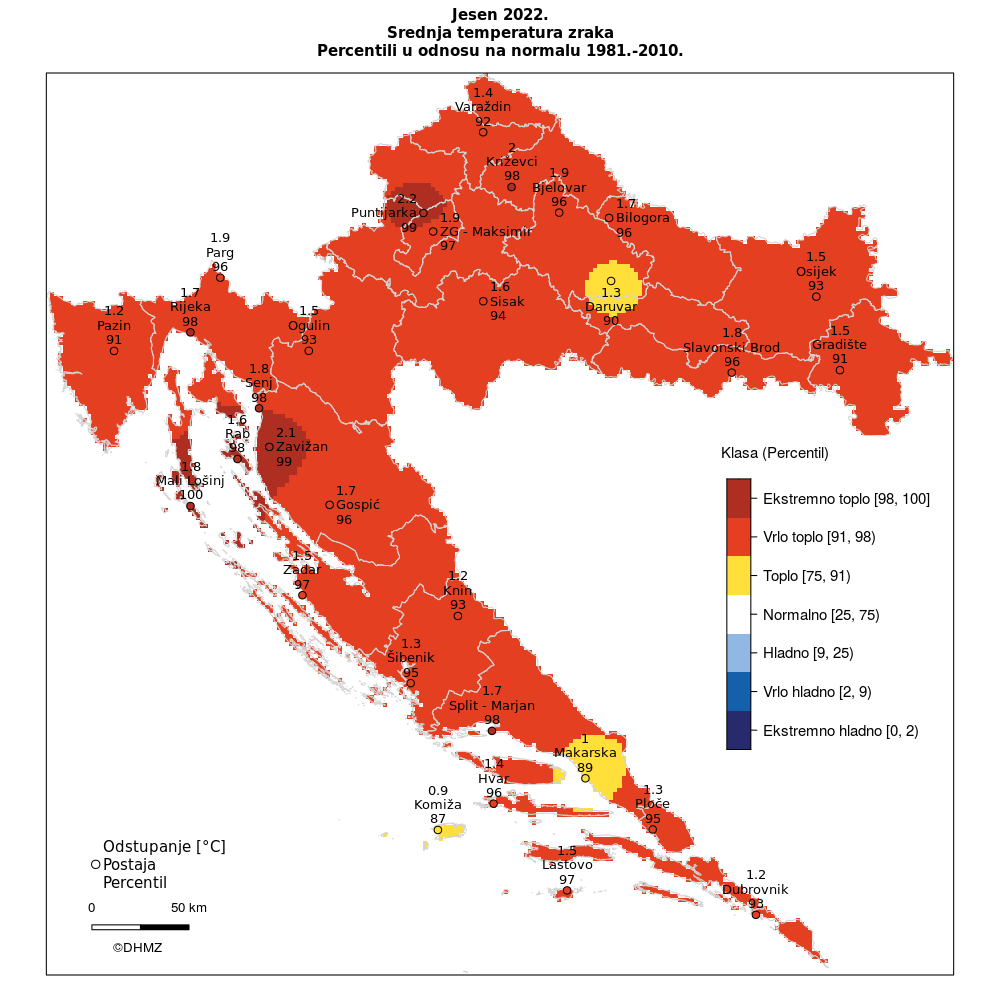 Jesen 2022.
Srednja temperatura zraka
Percentili u odnosu na normalu 1981.-2010.
1.4
Varaždin
92
2
Križevci
98
1.9
Bjelovar
96
1.7
Bilogora
96
2.2
Puntijarka
99
1.9
ZG - Maksimir
97
1.9
Parg
96
1.5
Osijek
93
1.7
Rijeka
98
1.2
Pazin
91
1.5
Ogulin
93
1.6
Sisak
94
1.3
Daruvar
90
1.8
Slavonski Brod
96
1.5
Gradište
91
1.8
Senj
98
1.6
Rab
98
2.1
Zavižan
99
1.8
Mali Lošinj
100
1.7
Gospić
96
1.5
Zadar
97
1.2
Knin
93
1.3
Šibenik
95
1.7
Split - Marjan
98
1
Makarska
89
1.4
Hvar
96
0.9
Komiža
87
1.3
Ploče
95
1.5
Lastovo
97
1.2
Dubrovnik
93
Klasa (Percentil)
Ekstremno toplo [98, 100]
Vrlo toplo [91, 98)
Toplo [75, 91)
Normalno [25, 75)
Hladno [9, 25)
Vrlo hladno [2, 9)
Ekstremno hladno [0, 2)
Odstupanje [°C]
Postaja
Percentil
0 50 km
©DHMZ